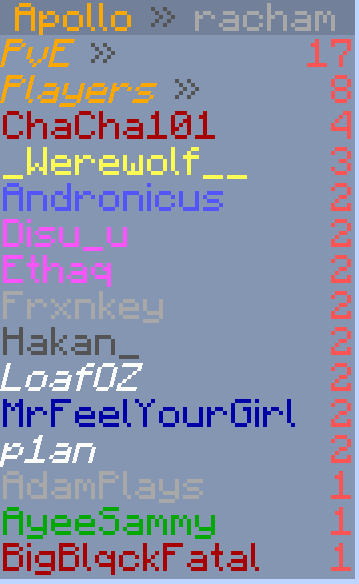 Apollo » racham
PvE » 17
Players » 8
ChaCha101 4
_Werewolf__ 3
Andronicus 2
Disu_u 2
Ethaq 2
Frxnkey 2
Hakan_ 2
LoafOZ 2
MrFeelYourGirl 2
p1an 2
AdamPlays 1
AyeeSammy 1
BigBlqckFatal 1